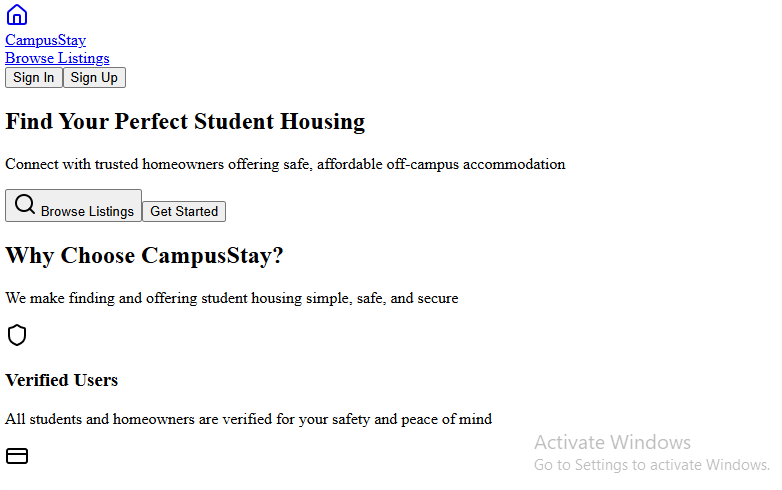 CampusStay
Browse Listings
Sign In Sign Up
Find Your Perfect Student Housing
Connect with trusted homeowners offering safe, affordable off-campus accommodation
Browse Listings Get Started
Why Choose CampusStay?
We make finding and offering student housing simple, safe, and secure
Verified Users
All students and homeowners are verified for your safety and peace of mind
Activate Windows
Go to Settings to activate Windows.